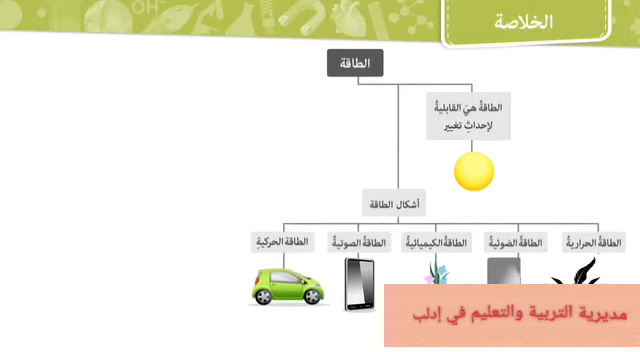 الخلاصة
OH⁻
الطاقة
الطاقةُ هيَ القابليةُ
لإحداثِ تغييرٍ
أشكال الطاقة
الطاقةُ الحراريةُ
الطاقةُ الضوئيةُ
الطاقةُ الكيميائيةُ
الطاقةُ الصوتيةُ
الطاقة الحركيةِ
مديرية التربية والتعليم في إدلب